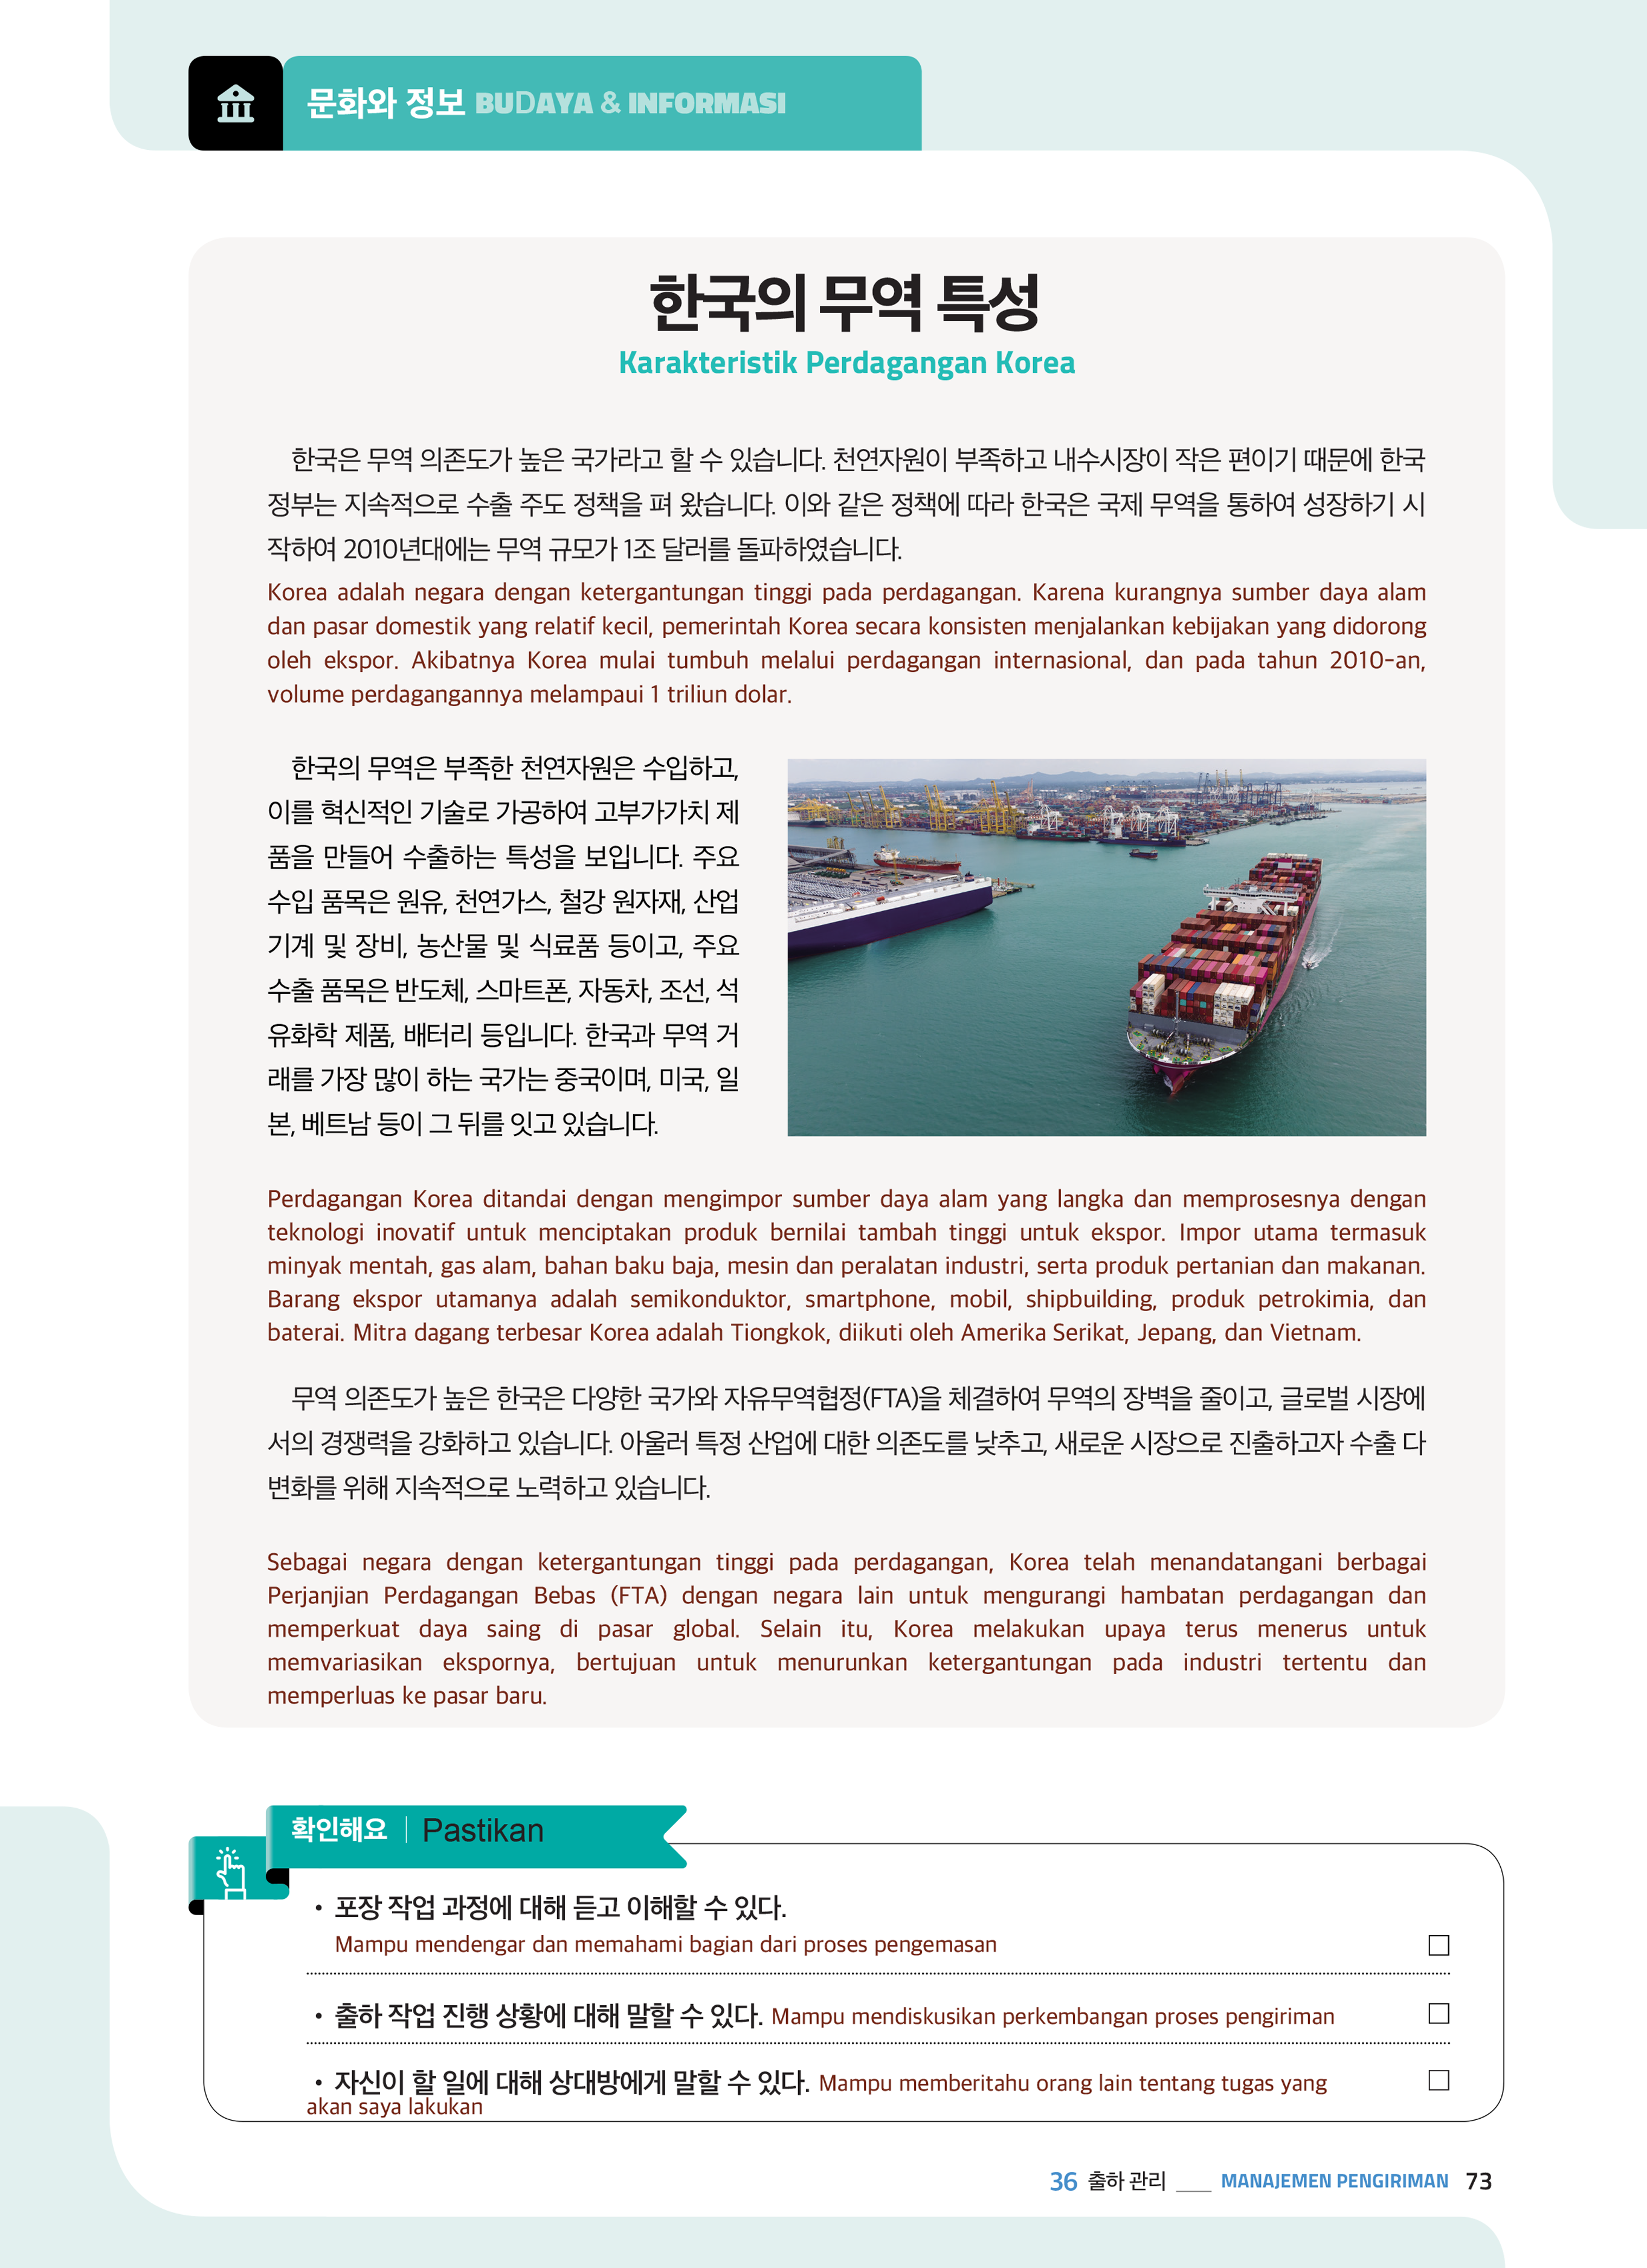 문화와 정보 BUDAYA & INFORMASI
한국의 무역 특성
Karakteristik Perdagangan Korea
한국은 무역 의존도가 높은 국가라고 할 수 있습니다. 천연자원이 부족하고 내수시장이 작은 편이기 때문에 한국
정부는 지속적으로 수출 주도 정책을 펴 왔습니다. 이와 같은 정책에 따라 한국은 국제 무역을 통하여 성장하기 시
작하여 2010년대에는 무역 규모가 1조 달러를 돌파하였습니다.
Korea adalah negara dengan ketergantungan tinggi pada perdagangan. Karena kurangnya sumber daya alam
dan pasar domestik yang relatif kecil, pemerintah Korea secara konsisten menjalankan kebijakan yang didorong
oleh ekspor. Akibatnya Korea mulai tumbuh melalui perdagangan internasional, dan pada tahun 2010-an,
volume perdagangannya melampaui 1 triliun dolar.
한국의 무역은 부족한 천연자원은 수입하고,
이를 혁신적인 기술로 가공하여 고부가가치 제
품을 만들어 수출하는 특성을 보입니다. 주요
수입 품목은 원유, 천연가스, 철강 원자재, 산업
기계 및 장비, 농산물 및 식료품 등이고, 주요
수출 품목은 반도체, 스마트폰, 자동차, 조선, 석
유화학 제품, 배터리 등입니다. 한국과 무역 거
래를 가장 많이 하는 국가는 중국이며, 미국, 일
본, 베트남 등이 그 뒤를 잇고 있습니다.
Perdagangan Korea ditandai dengan mengimpor sumber daya alam yang langka dan memprosesnya dengan
teknologi inovatif untuk menciptakan produk bernilai tambah tinggi untuk ekspor. Impor utama termasuk
minyak mentah, gas alam, bahan baku baja, mesin dan peralatan industri, serta produk pertanian dan makanan.
Barang ekspor utamanya adalah semikonduktor, smartphone, mobil, shipbuilding, produk petrokimia, dan
baterai. Mitra dagang terbesar Korea adalah Tiongkok, diikuti oleh Amerika Serikat, Jepang, dan Vietnam.
무역 의존도가 높은 한국은 다양한 국가와 자유무역협정(FTA)을 체결하여 무역의 장벽을 줄이고, 글로벌 시장에
서의 경쟁력을 강화하고 있습니다. 아울러 특정 산업에 대한 의존도를 낮추고, 새로운 시장으로 진출하고자 수출 다
변화를 위해 지속적으로 노력하고 있습니다.
Sebagai negara dengan ketergantungan tinggi pada perdagangan, Korea telah menandatangani berbagai
Perjanjian Perdagangan Bebas (FTA) dengan negara lain untuk mengurangi hambatan perdagangan dan
memperkuat daya saing di pasar global. Selain itu, Korea melakukan upaya terus menerus untuk
memvariasikan ekspornya, bertujuan untuk menurunkan ketergantungan pada industri tertentu dan
memperluas ke pasar baru.
확인해요 | Pastikan
• 포장 작업 과정에 대해 듣고 이해할 수 있다.
Mampu mendengar dan memahami bagian dari proses pengemasan
• 출하 작업 진행 상황에 대해 말할 수 있다. Mampu mendiskusikan perkembangan proses pengiriman
• 자신이 할 일에 대해 상대방에게 말할 수 있다. Mampu memberitahu orang lain tentang tugas yang
akan saya lakukan
36 출하 관리 ___ MANAJEMEN PENGIRIMAN 73